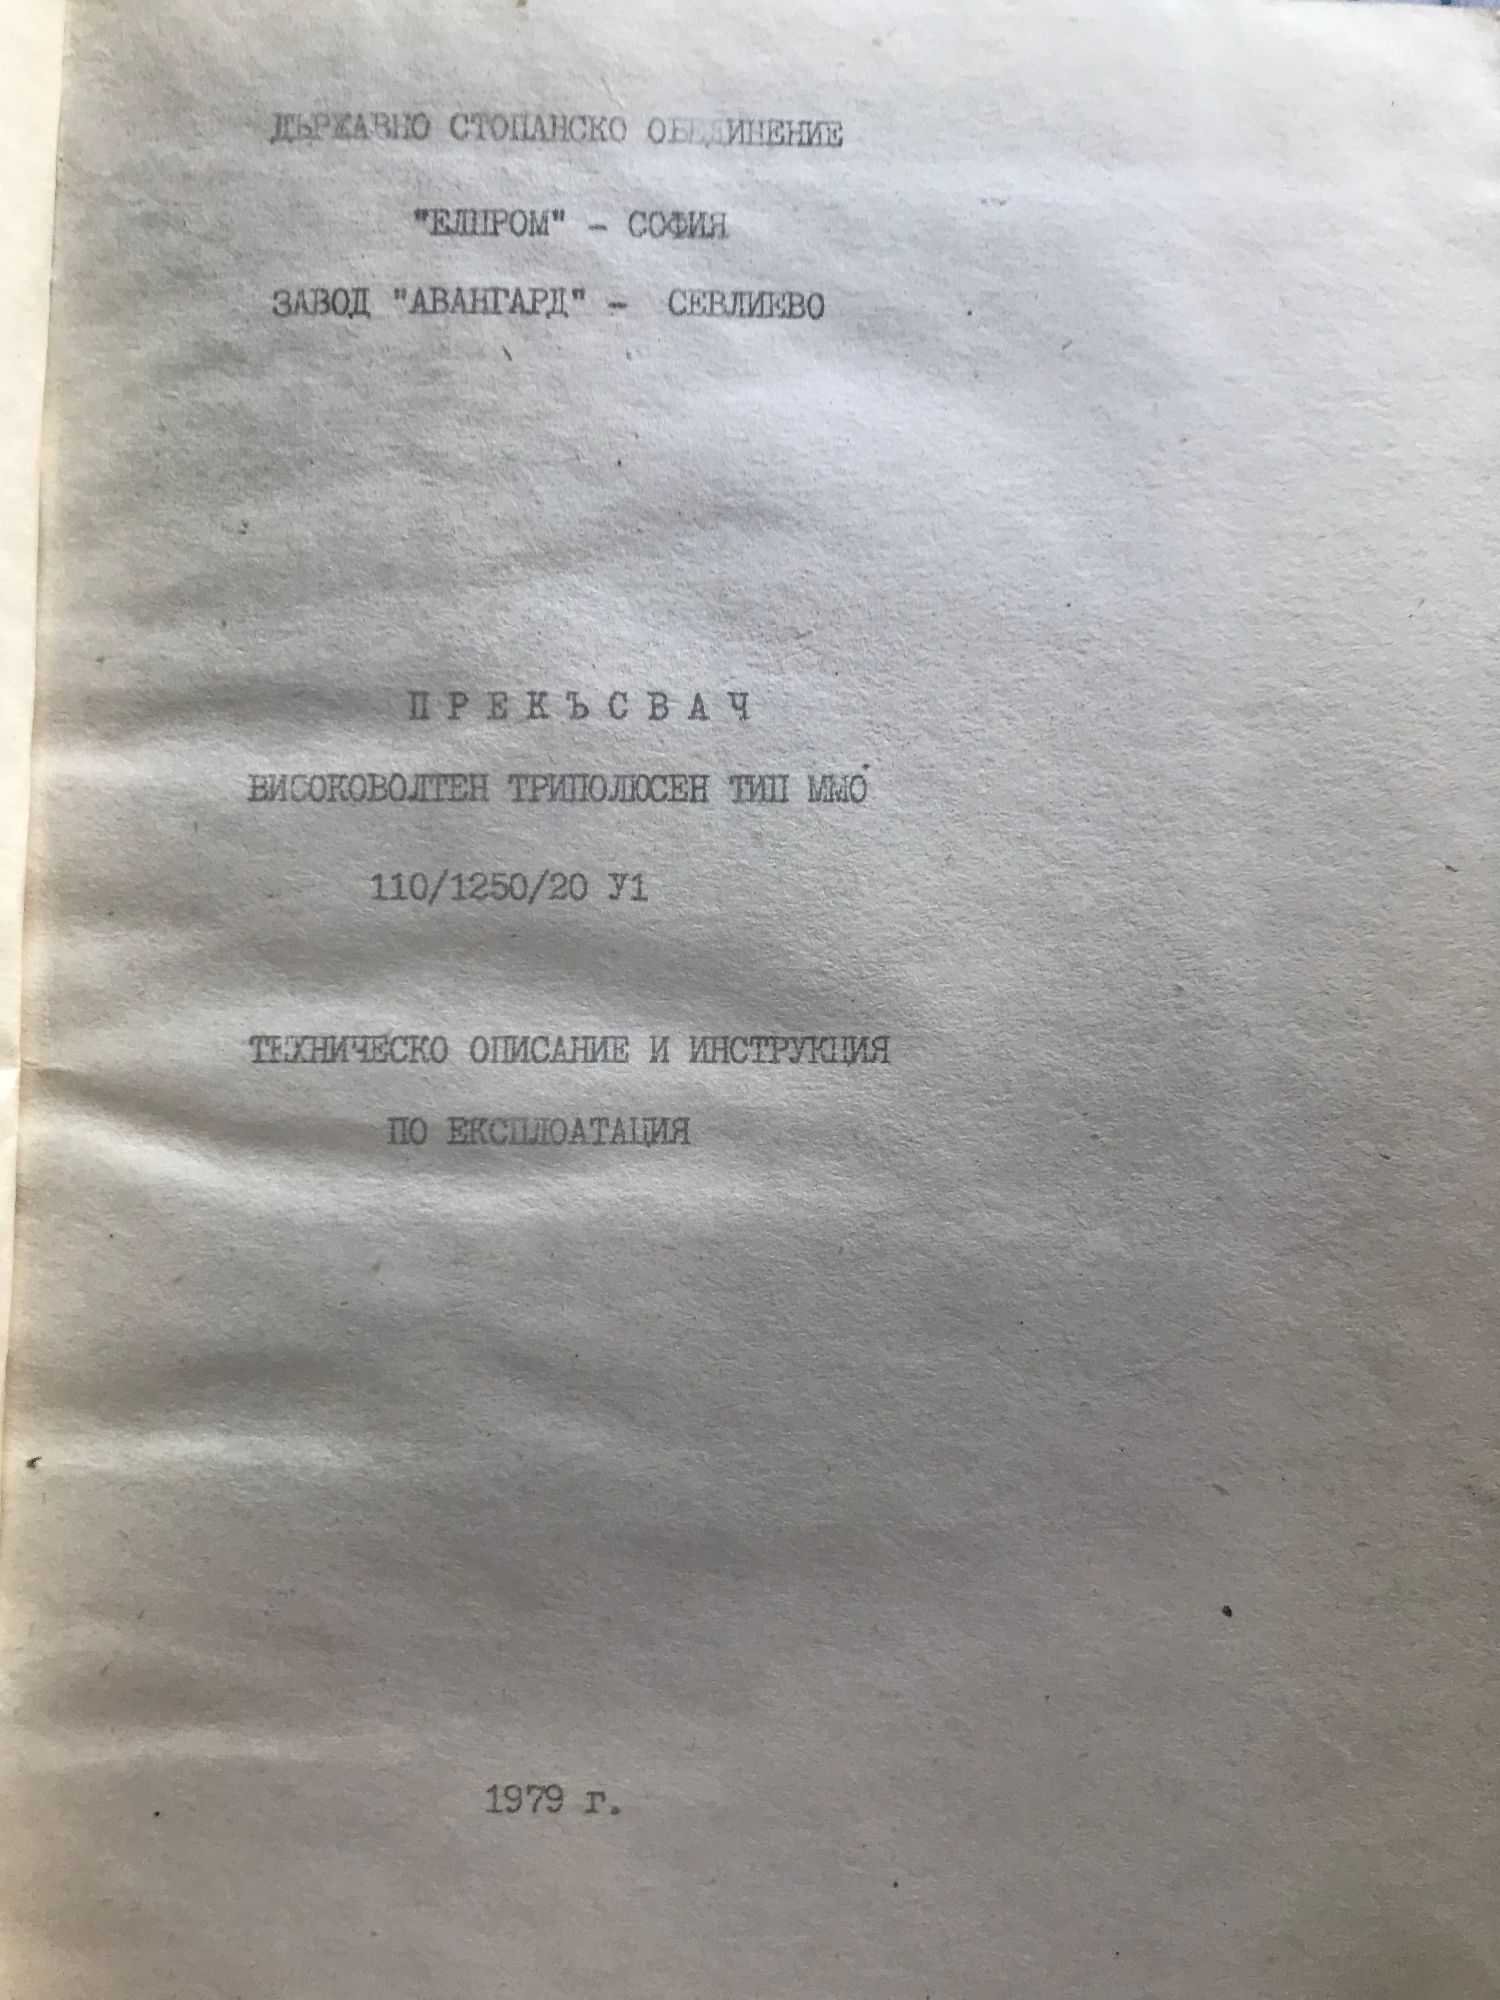 ДЪРЖАВНО СТОПАНСКО ОБЕДИНЕНИЕ
"ЕЛПРОМ" - СОФИЯ
ЗАВОД "АВАНГАРД" - СЕВЛИЕВО
П Р Е К Ъ С В А Ч
ВИСОКОВОЛТЕН ТРИПОЛЮСЕН ТИП ММО
110/1250/20 У1
ТЕХНИЧЕСКО ОПИСАНИЕ И ИНСТРУКЦИЯ
ПО ЕКСПЛОАТАЦИЯ
1979 г.